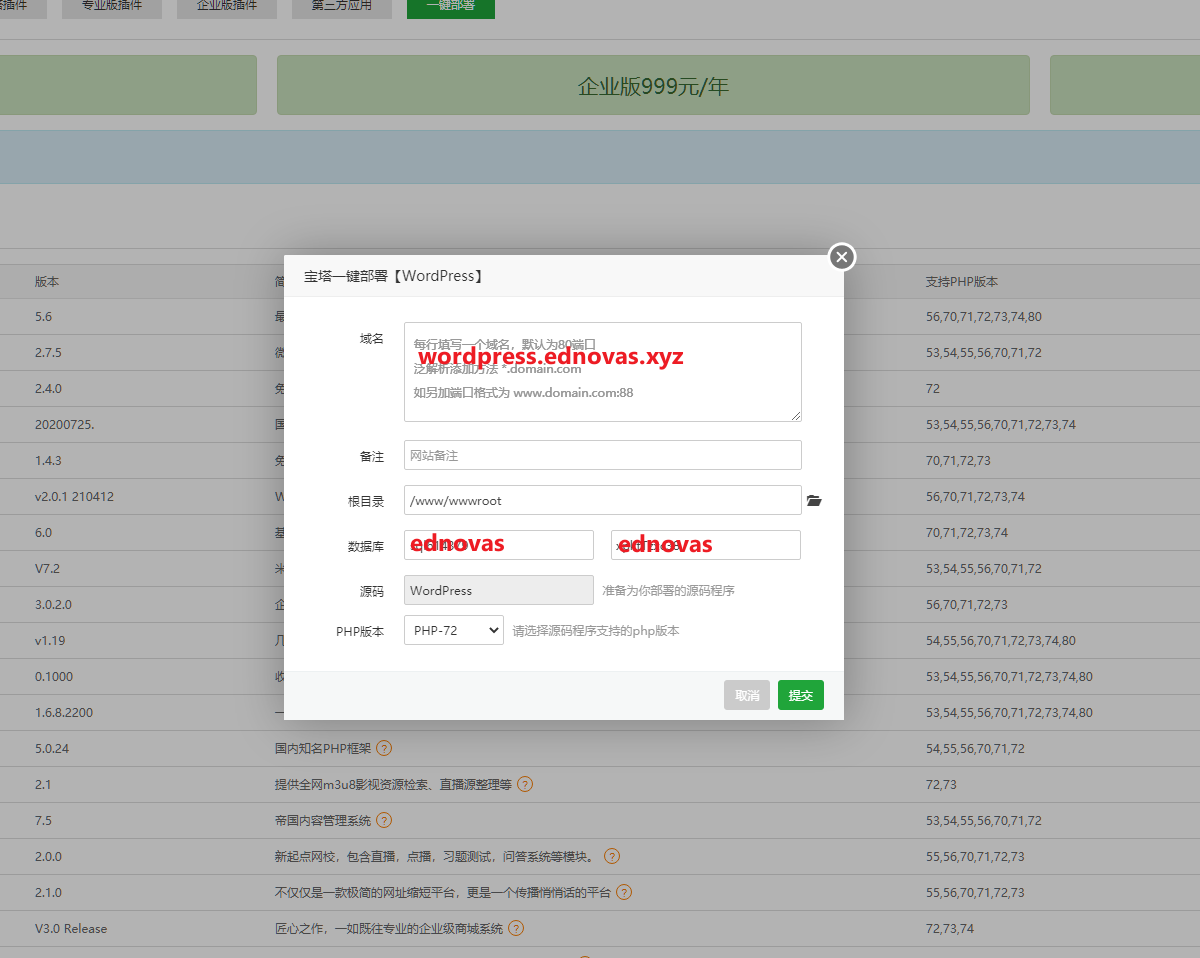 插件
专业版插件
企业版插件
第三方应用
一键部署
企业版999元/年
版本
简
支持PHP版本
5.6
最
56,70,71,72,73,74,80
2.7.5
微
53,54,55,56,70,71,72
2.4.0
免
72
20200725.
国
53,54,55,56,70,71,72,73,74
1.4.3
免
70,71,72,73
v2.0.1 210412
W
56,70,71,72,73,74
6.0
基
70,71,72,73,74
V7.2
米
53,54,55,56,70,71,72
3.0.2.0
企
56,70,71,72,73
v1.19
几
54,55,56,70,71,72,73,74,80
0.1000
收
53,54,55,56,70,71,72,73,74,80
1.6.8.2200
一
53,54,55,56,70,71,72,73,74,80
宝塔一键部署【WordPress】
域名
每行填写一个域名，默认为80端口
wordpress.ednovas.xyz
泛解析添加方法 *.domain.com
如另加端口格式为 www.domain.com:88
备注
网站备注
根目录
/www/wwwroot
数据库
ednovas
ednovas
源码
WordPress
准备为你部署的源码程序
PHP版本
PHP-72
请选择源码程序支持的php版本
取消
提交
5.0.24
国内知名PHP框架 ?
54,55,56,70,71,72
2.1
提供全网m3u8影视资源检索、直播源整理等 ?
72,73
7.5
帝国内容管理系统 ?
53,54,55,56,70,71,72
2.0.0
新起点网校，包含直播，点播，习题测试，问答系统等模块。 ?
55,56,70,71,72,73
2.1.0
不仅仅是一款极简的网址缩短平台，更是一个传播悄悄话的平台 ?
55,56,70,71,72,73
V3.0 Release
匠心之作，一如既往专业的企业级商城系统 ?
72,73,74